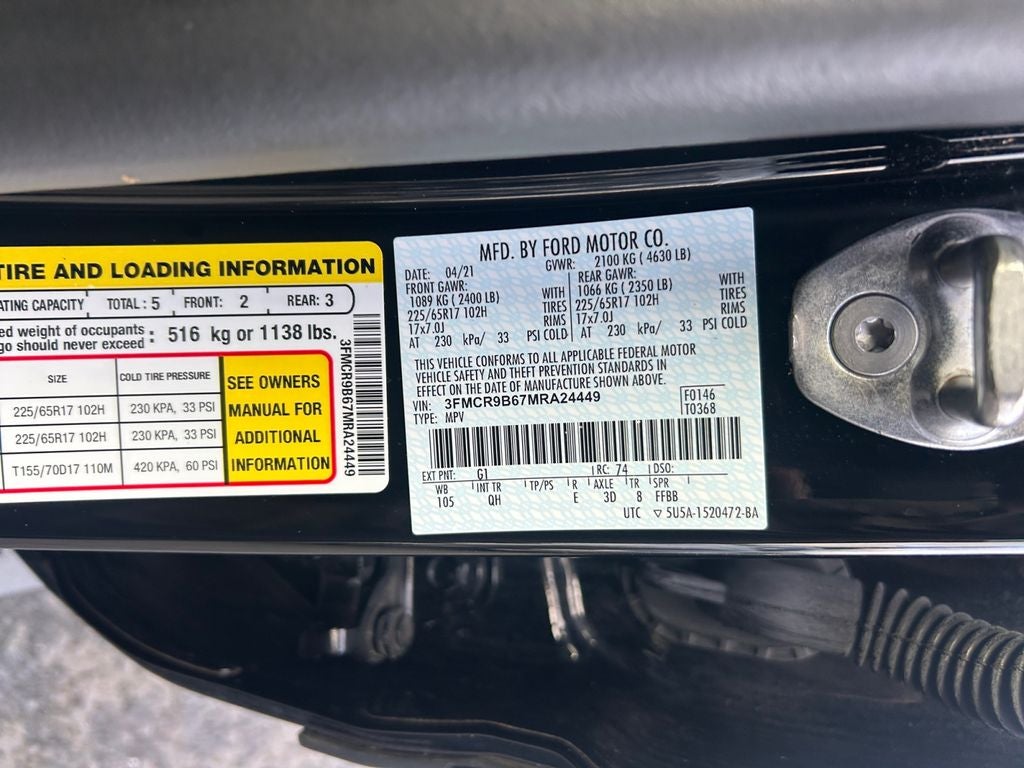 TIRE AND LOADING INFORMATION
CAPACITY TOTAL: 5 FRONT: 2 REAR: 3
weight of occupants : 516 kg or 1138 lbs.
should never exceed
SIZE COLD TIRE PRESSURE
225/65R17 102H 230 KPA, 33 PSI
225/65R17 102H 230 KPA, 33 PSI
T155/70D17 110M 420 KPA, 60 PSI
SEE OWNERS
MANUAL FOR
ADDITIONAL
INFORMATION
3FMCR9B67MRA24449
MFD. BY FORD MOTOR CO.
DATE: 04/21 GVWR: 2100 KG ( 4630 LB)
FRONT GAWR: REAR GAWR:
1089 KG ( 2400 LB) WITH 1066 KG ( 2350 LB) WITH
225/65R17 102H TIRES 225/65R17 102H TIRES
17x7.0J RIMS 17x7.0J RIMS
AT 230 kPa/ 33 PSI COLD AT 230 kPa/ 33 PSI COLD
THIS VEHICLE CONFORMS TO ALL APPLICABLE FEDERAL MOTOR
VEHICLE SAFETY AND THEFT PREVENTION STANDARDS IN
EFFECT ON THE DATE OF MANUFACTURE SHOWN ABOVE.
VIN: 3FMCR9B67MRA24449 F0146
TYPE: MPV T0368
EXT PNT: G1 RC: 74 DSO:
WB INT TR TP/PS R AXLE TR SPR
105 QH E 3D 8 FFBB
UTC ▽ 5U5A-1520472-BA